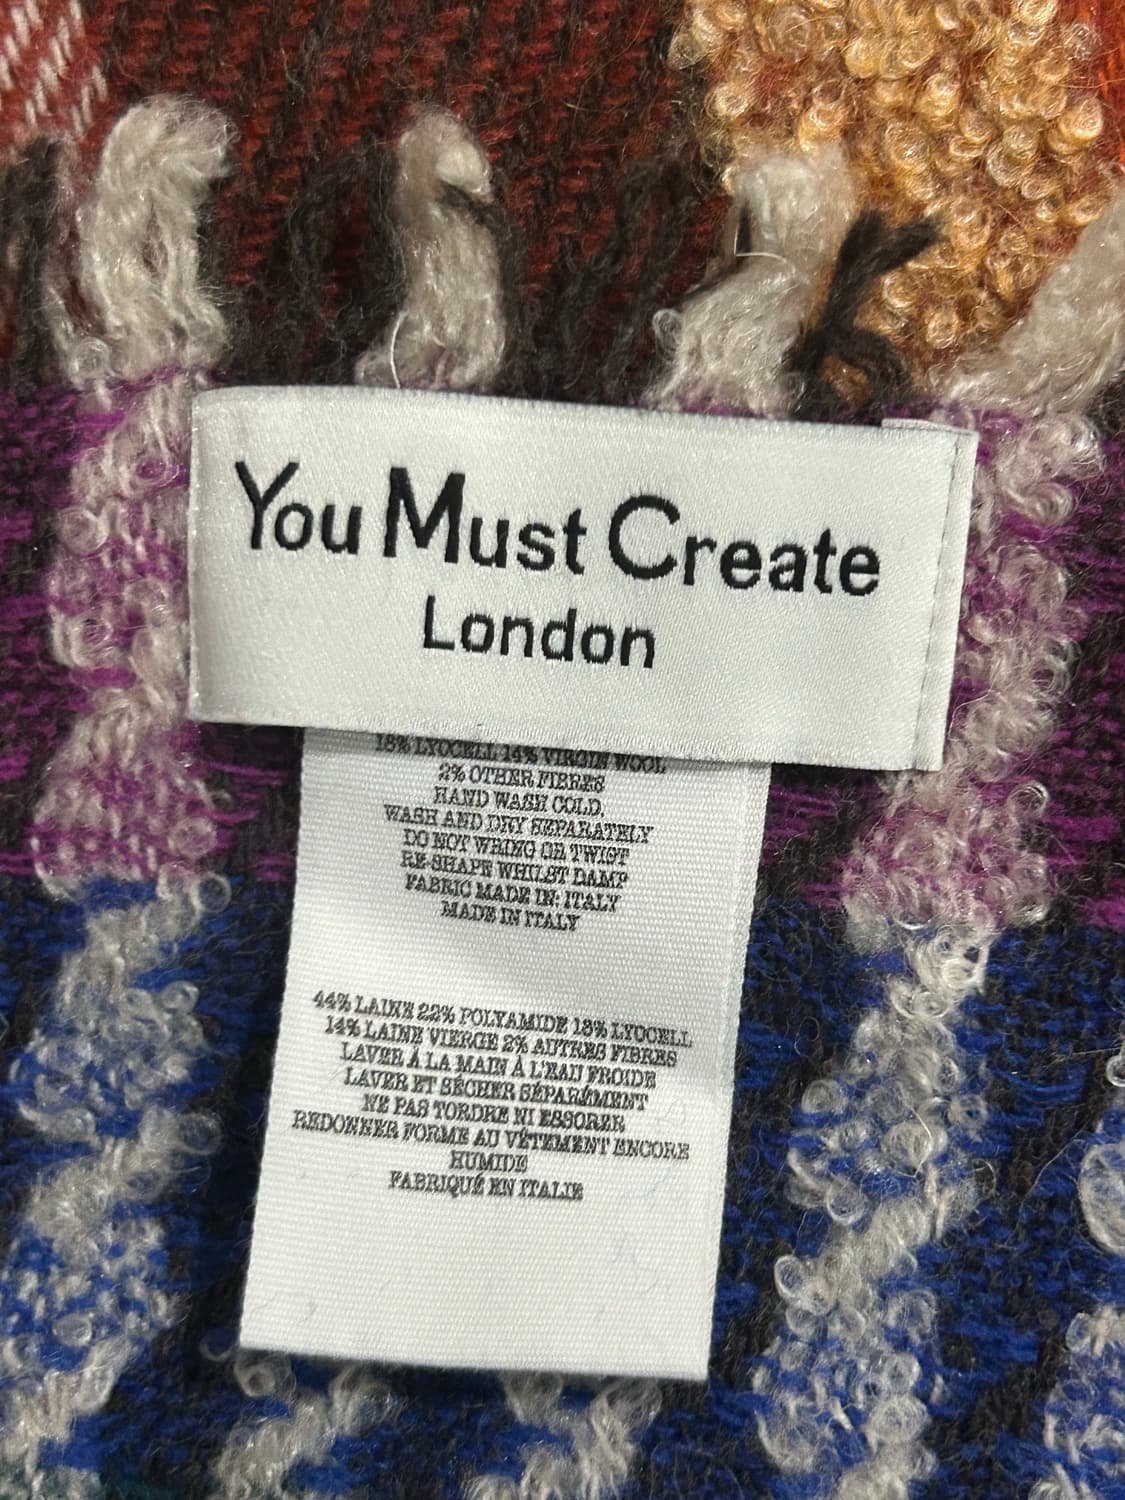 You Must Create
London
18% LYOCELL 14% VIRGIN WOOL
2% OTHER FIBRES
HAND WASH COLD.
WASH AND DRY SEPARATELY
DO NOT WRING OR TWIST
RE-SHAPE WHILST DAMP
FABRIC MADE IN: ITALY
MADE IN ITALY
44% LAINE 22% POLYAMIDE 18% LYOCELL
14% LAINE VIERGE 2% AUTRES FIBRES
LAVER À LA MAIN À L'EAU FROIDE
LAVER ET SÉCHER SÉPARÉMENT
NE PAS TORDRE NI ESSORER
REDONNER FORME AU VÊTEMENT ENCORE
HUMIDE
FABRIQUÉ EN ITALIE